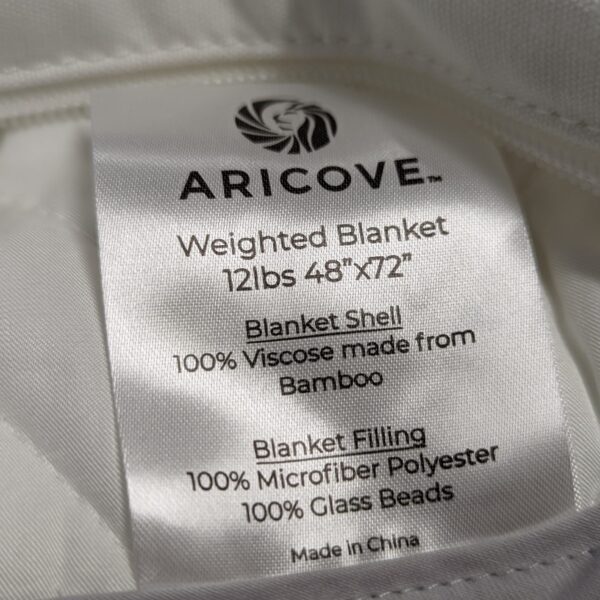 ARICOVE™
Weighted Blanket
12lbs 48"x72"
Blanket Shell
100% Viscose made from
Bamboo
Blanket Filling
100% Microfiber Polyester
100% Glass Beads
Made in China